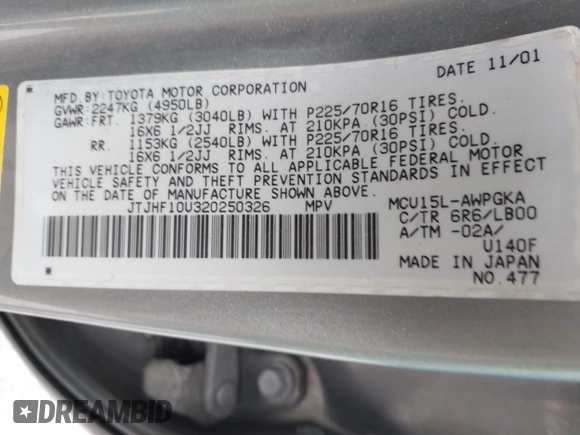 DATE 11/01
MFD.BY:TOYOTA MOTOR CORPORATION
GVWR:2247KG (4950LB)
GAWR:FRT. 1379KG (3040LB) WITH P225/70R16 TIRES.
16X6 1/2JJ RIMS. AT 210KPA (30PSI) COLD.
RR. 1153KG (2540LB) WITH P225/70R16 TIRES.
16X6 1/2JJ RIMS. AT 210KPA (30PSI) COLD.
THIS VEHICLE CONFORMS TO ALL APPLICABLE FEDERAL MOTOR
VEHICLE SAFETY AND THEFT PREVENTION STANDARDS IN EFFECT
ON THE DATE OF MANUFACTURE SHOWN ABOVE.
JTJHF10U320250326 MPV MCU15L-AWPGKA
C/TR 6R6/LB00
A/TM -02A/
U140F
MADE IN JAPAN
NO.477
DREAMBID